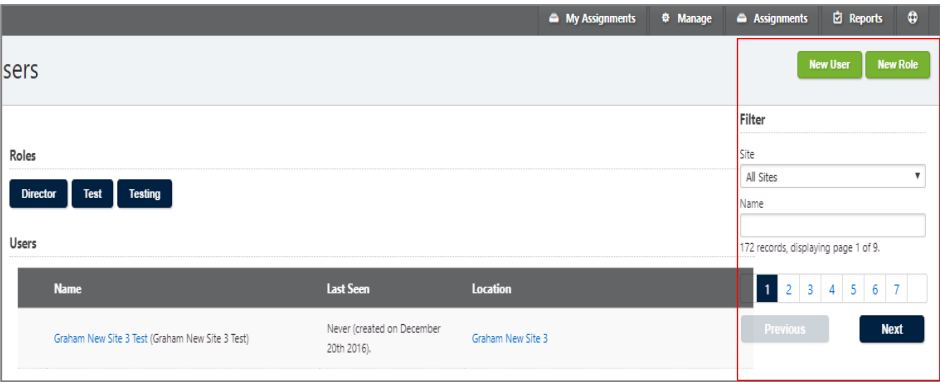 My Assignments Manage Assignments Reports
sers
New User New Role
Filter
Site
All Sites
Name
172 records, displaying page 1 of 9.
1 2 3 4 5 6 7
Previous Next
Roles
Director Test Testing
Users
Name Last Seen Location
Graham New Site 3 Test (Graham New Site 3 Test) Never (created on December Graham New Site 3
20th 2016).